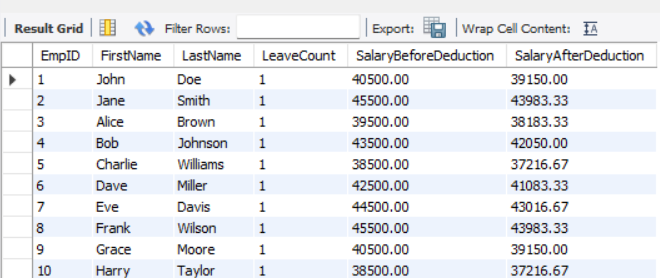 Result Grid Filter Rows: Export: Wrap Cell Content:
EmpID FirstName LastName LeaveCount SalaryBeforeDeduction SalaryAfterDeduction
1 John Doe 1 40500.00 39150.00
2 Jane Smith 1 45500.00 43983.33
3 Alice Brown 1 39500.00 38183.33
4 Bob Johnson 1 43500.00 42050.00
5 Charlie Williams 1 38500.00 37216.67
6 Dave Miller 1 42500.00 41083.33
7 Eve Davis 1 44500.00 43016.67
8 Frank Wilson 1 45500.00 43983.33
9 Grace Moore 1 40500.00 39150.00
10 Harry Taylor 1 38500.00 37216.67